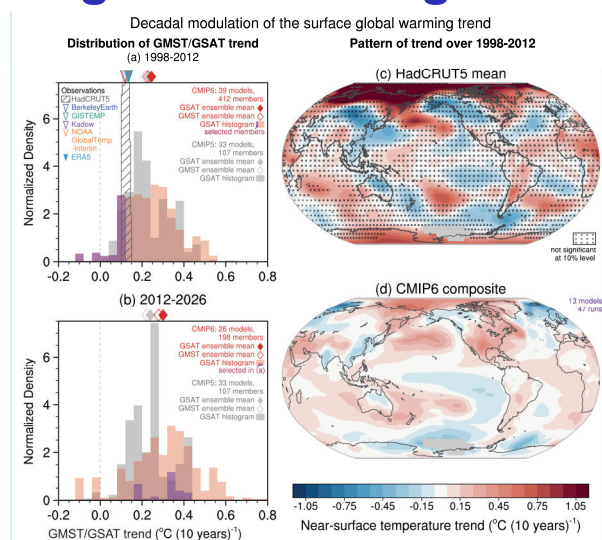 Decadal modulation of the surface global warming trend
Distribution of GMST/GSAT trend
Pattern of trend over 1998-2012
(a) 1998-2012
Observations
HadCRUT5
BerkeleyEarth
GISTEMP
Kadow
NOAA
GlobalTemp
-Interim
ERA5
CMIP6: 39 models,
412 members
GSAT ensemble mean
GMST ensemble mean
GSAT histogram
selected members
CMIP5: 33 models,
107 members
GSAT ensemble mean
GMST ensemble mean
GSAT histogram
Normalized Density
6
4
2
0
-0.2 0.0 0.2 0.4 0.6 0.8
(c) HadCRUT5 mean
not significant
at 10% level
(b) 2012-2026
CMIP6: 26 models,
198 members
GSAT ensemble mean
GMST ensemble mean
GSAT histogram
selected in (a)
CMIP5: 33 models,
107 members
GSAT ensemble mean
GMST ensemble mean
GSAT histogram
Normalized Density
6
4
2
0
-0.2 0.0 0.2 0.4 0.6 0.8
GMST/GSAT trend (°C (10 years)⁻¹
(d) CMIP6 composite
13 models
47 runs
-1.05 -0.75 -0.45 -0.15 0.15 0.45 0.75 1.05
Near-surface temperature trend (°C (10 years)⁻¹